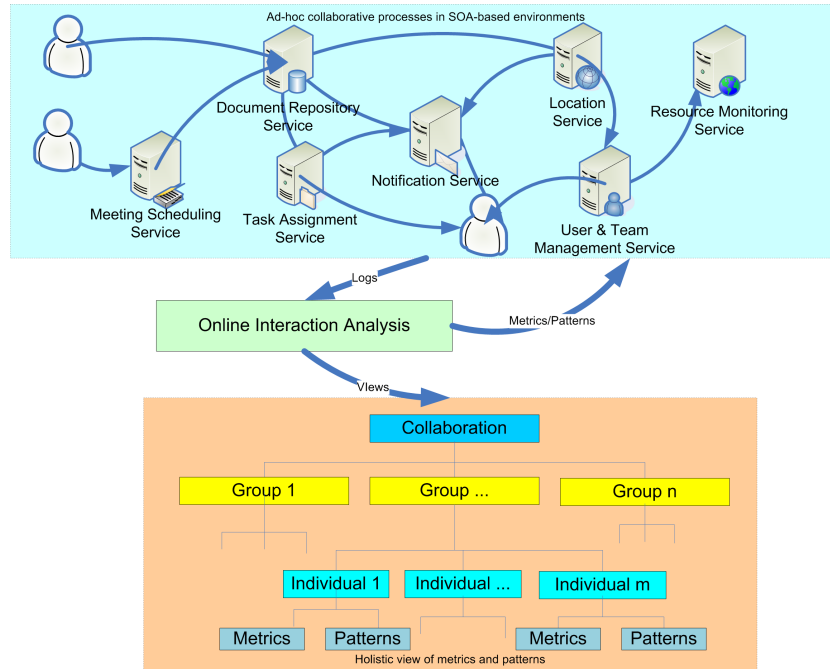 Ad-hoc collaborative processes in SOA-based environments
Document Repository
Service
Location
Service
Resource Monitoring
Service
Notification Service
Meeting Scheduling
Service
Task Assignment
Service
User & Team
Management Service
Logs
Online Interaction Analysis
Metrics/Patterns
VIews
Collaboration
Group 1
Group ...
Group n
Individual 1
Individual ...
Individual m
Metrics
Patterns
Metrics
Patterns
Holistic view of metrics and patterns